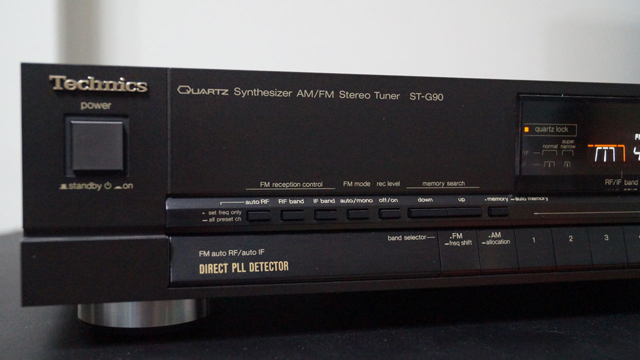 Technics
power
standby on
Quartz Synthesizer AM/FM Stereo Tuner ST-G90
quartz lock
normal super narrow
RF/IF band
FM reception control FM mode rec level memory search
auto RF RF band IF band auto/mono off/on down up memory auto memory
set freq only
all preset ch
band selector FM AM
freq shift allocation
1 2 3
FM auto RF/auto IF
DIRECT PLL DETECTOR